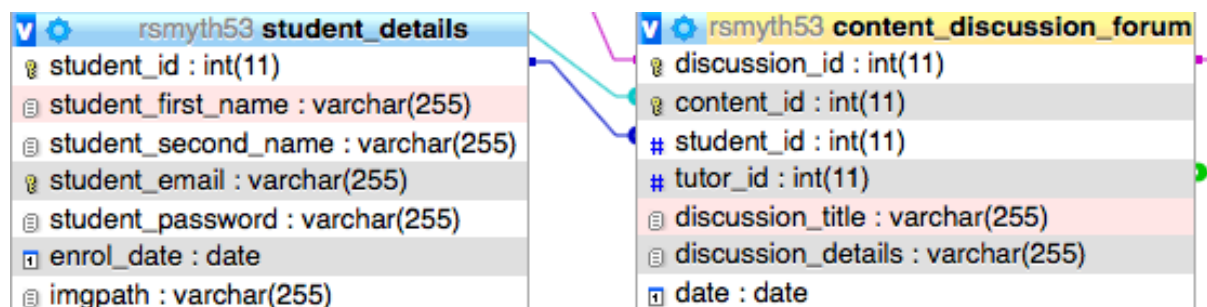 rsmyth53 student_details
student_id : int(11)
student_first_name : varchar(255)
student_second_name : varchar(255)
student_email : varchar(255)
student_password : varchar(255)
enrol_date : date
imgpath : varchar(255)
rsmyth53 content_discussion_forum
discussion_id : int(11)
content_id : int(11)
# student_id : int(11)
# tutor_id : int(11)
discussion_title : varchar(255)
discussion_details : varchar(255)
date : date